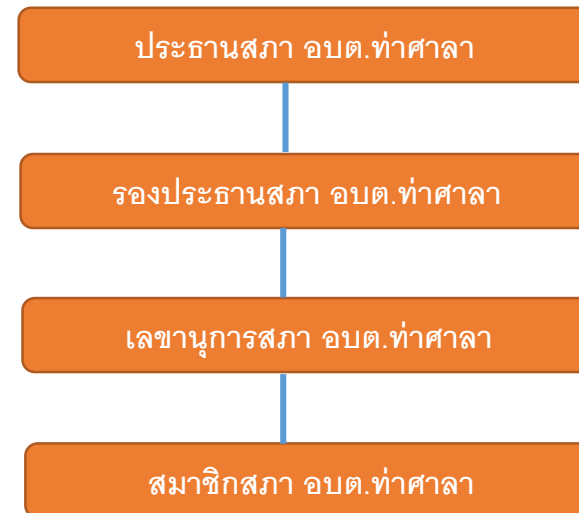 ประธานสภา อบต.ท่าศาลา
รองประธานสภา อบต.ท่าศาลา
เลขานุการสภา อบต.ท่าศาลา
สมาชิกสภา อบต.ท่าศาลา